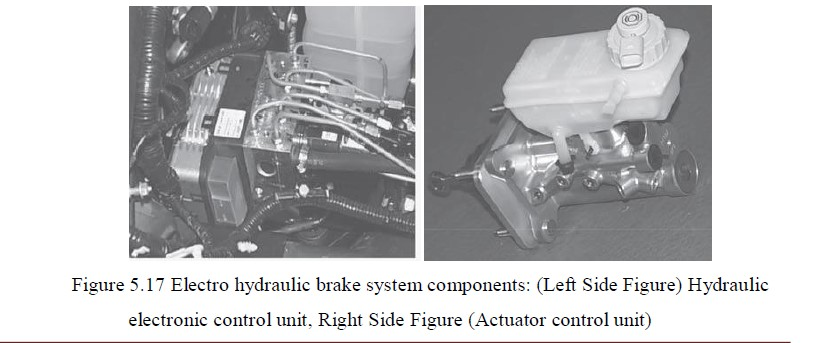 Figure 5.17 Electro hydraulic brake system components: (Left Side Figure) Hydraulic
electronic control unit, Right Side Figure (Actuator control unit)